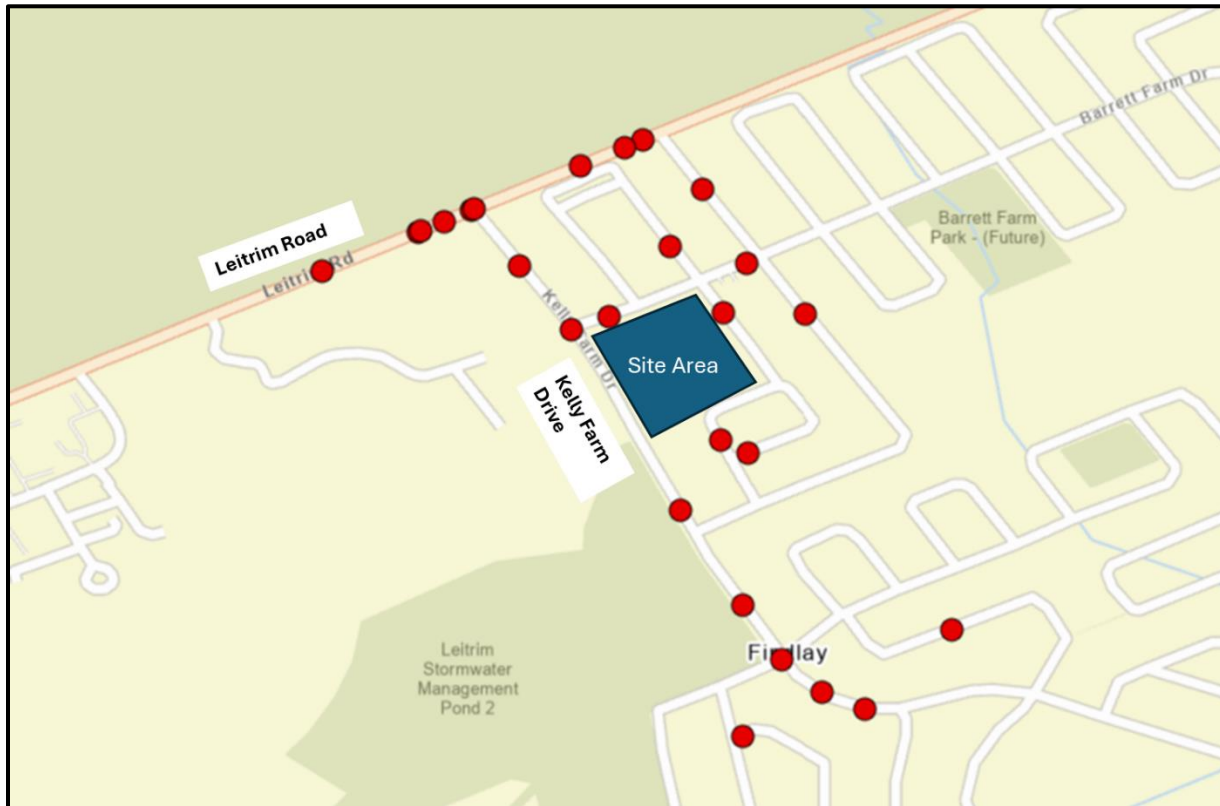 Barrett Farm Dr
Barrett Farm
Park - (Future)
Leitrim Road
Leitrim Rd
Kelly Farm Dr
Site Area
Kelly Farm
Drive
Leitrim
Stormwater
Management
Pond 2
Findlay